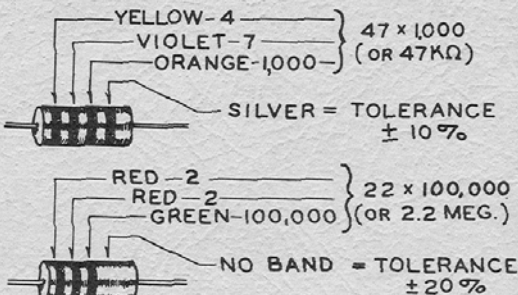 YELLOW-4
VIOLET-7
ORANGE-1,000
47 x 1,000
(OR 47KΩ)
SILVER = TOLERANCE
± 10%
RED-2
RED-2
GREEN-100,000
22 x 100,000
(OR 2.2 MEG.)
NO BAND = TOLERANCE
± 20%